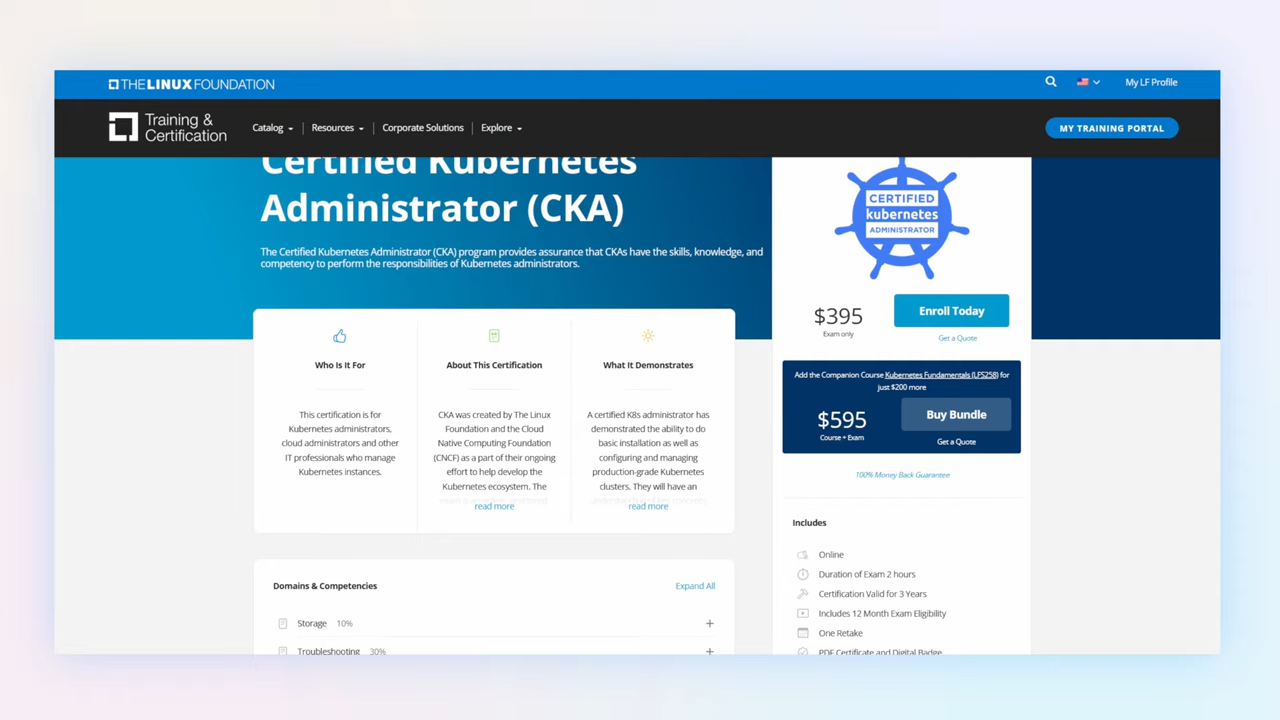 THE LINUX FOUNDATION
My LF Profile
Training &
Certification
Catalog
Resources
Corporate Solutions
Explore
MY TRAINING PORTAL
Certified Kubernetes
Administrator (CKA)
The Certified Kubernetes Administrator (CKA) program provides assurance that CKAs have the skills, knowledge, and
competency to perform the responsibilities of Kubernetes administrators.
CERTIFIED
kubernetes
ADMINISTRATOR
$395
Exam only
Enroll Today
Get a Quote
Add the Companion Course Kubernetes Fundamentals (LFS258) for
just $200 more
$595
Course + Exam
Buy Bundle
Get a Quote
100% Money Back Guarantee
Who Is It For
This certification is for
Kubernetes administrators,
cloud administrators and other
IT professionals who manage
Kubernetes instances.
About This Certification
CKA was created by The Linux
Foundation and the Cloud
Native Computing Foundation
(CNCF) as a part of their ongoing
effort to help develop the
Kubernetes ecosystem. The
read more
What It Demonstrates
A certified K8s administrator has
demonstrated the ability to do
basic installation as well as
configuring and managing
production-grade Kubernetes
clusters. They will have an
read more
Domains & Competencies
Expand All
Storage 10%
Troubleshooting 30%
Includes
Online
Duration of Exam 2 hours
Certification Valid for 3 Years
Includes 12 Month Exam Eligibility
One Retake
PDF Certificate and Digital Badge